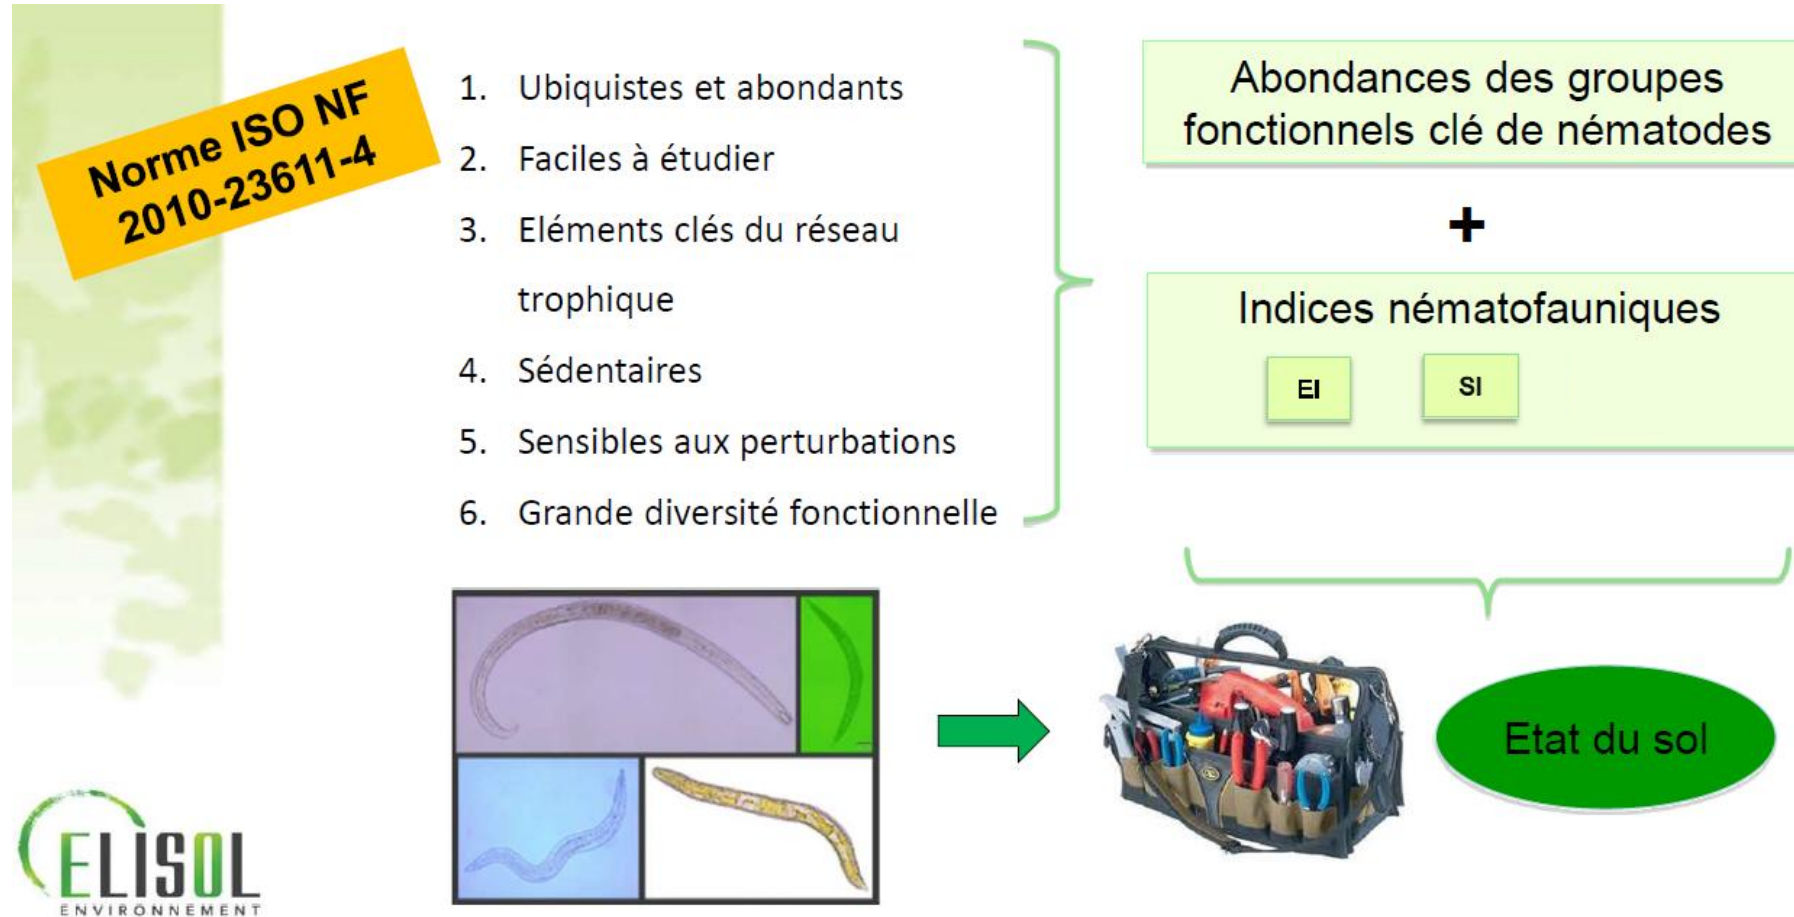 Norme ISO NF
2010-23611-4
1. Ubiquistes et abondants
2. Faciles à étudier
3. Eléments clés du réseau
trophique
4. Sédentaires
5. Sensibles aux perturbations
6. Grande diversité fonctionnelle
Abondances des groupes
fonctionnels clé de nématodes
+
Indices nématofauniques
EI
SI
Etat du sol
ELISOL
ENVIRONNEMENT